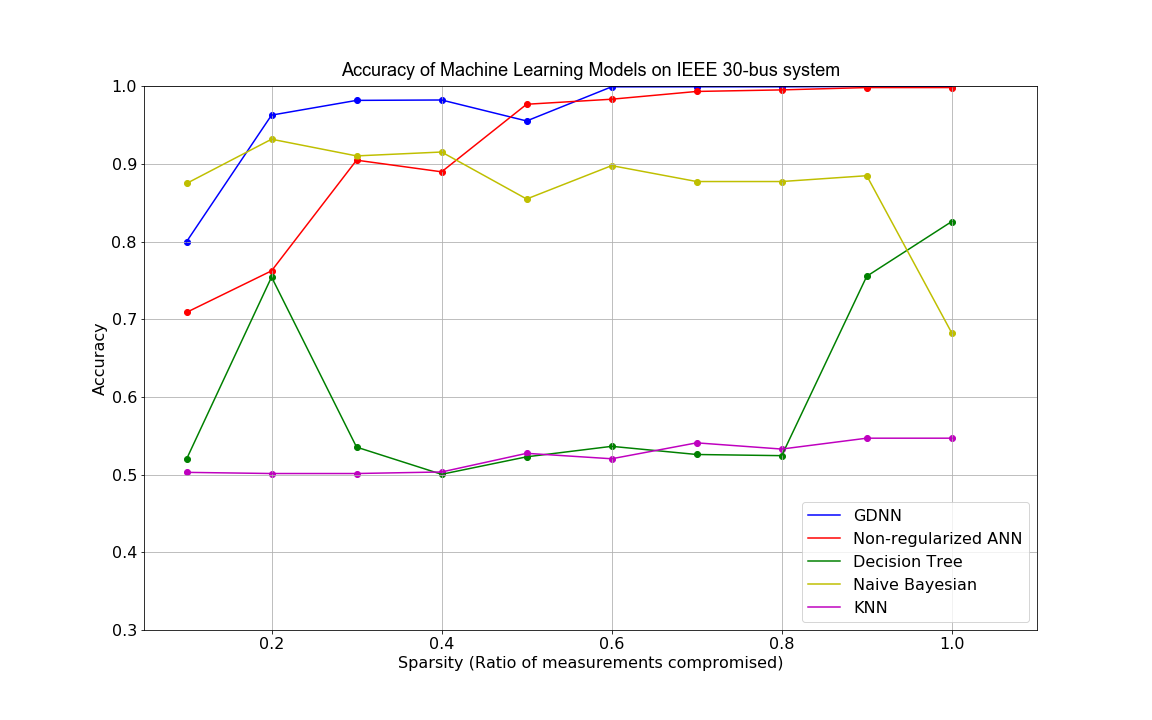 Accuracy of Machine Learning Models on IEEE 30-bus system
1.0
0.9
0.8
0.7
0.6
0.5
0.4
0.3
Accuracy
0.2
0.4
0.6
0.8
1.0
Sparsity (Ratio of measurements compromised)
GDNN
Non-regularized ANN
Decision Tree
Naive Bayesian
KNN